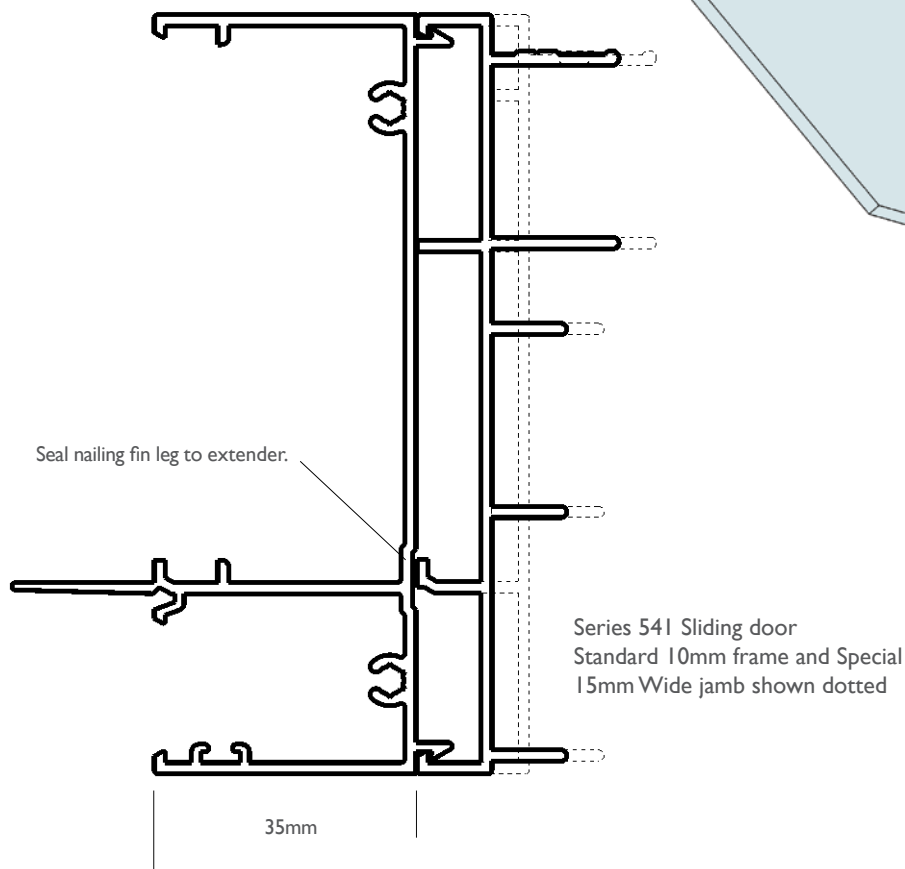 Seal nailing fin leg to extender.
Series 541 Sliding door
Standard 10mm frame and Special
15mm Wide jamb shown dotted
35mm